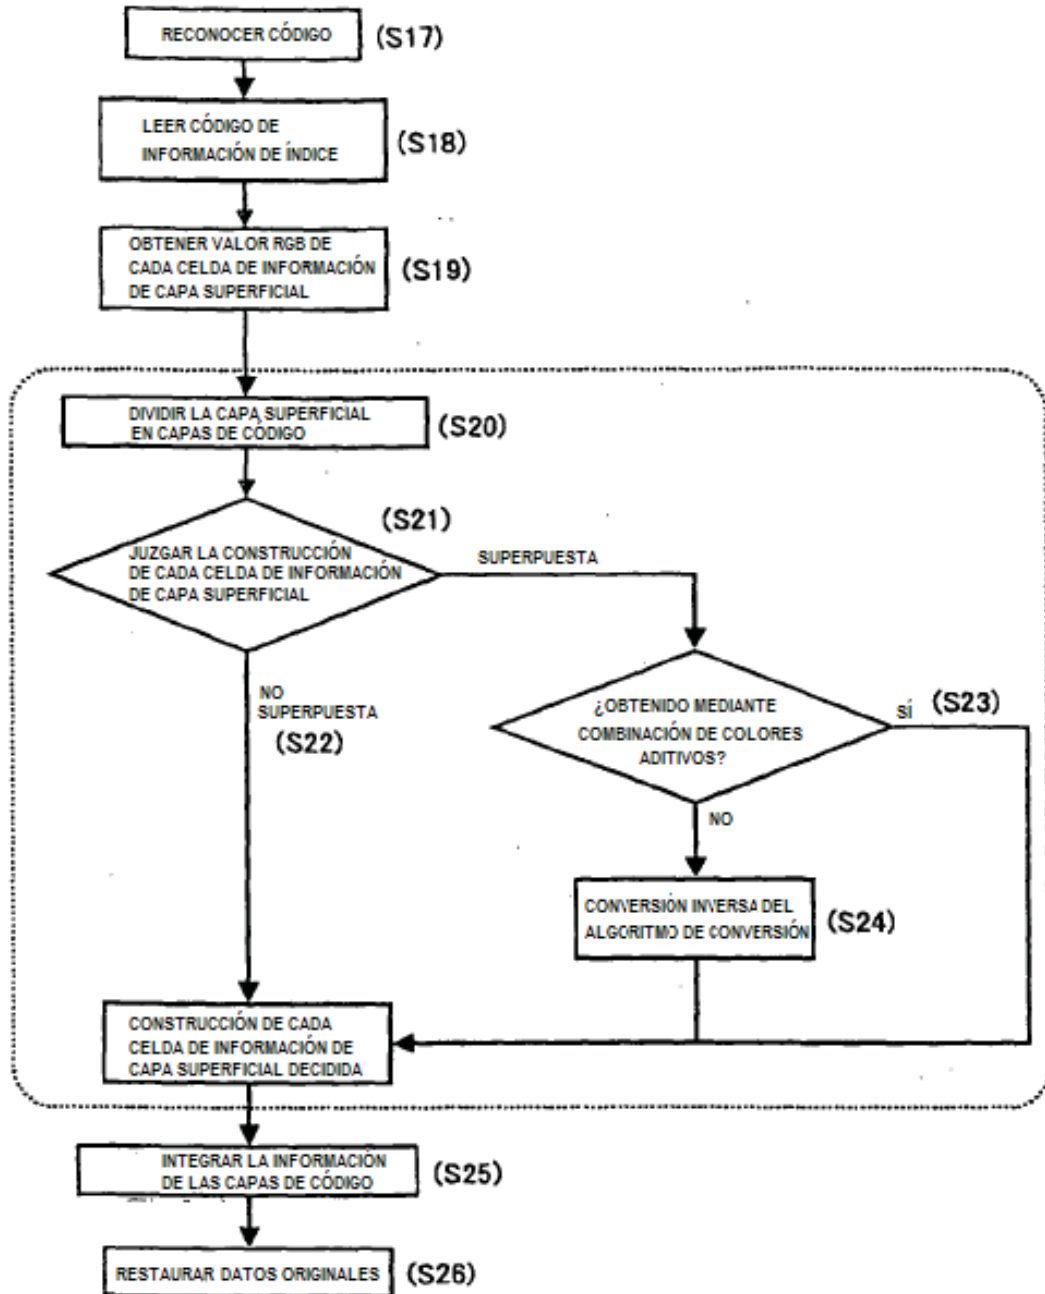 RECONOCER CÓDIGO
(S17)
LEER CÓDIGO DE
INFORMACIÓN DE ÍNDICE
(S18)
OBTENER VALOR RGB DE
CADA CELDA DE INFORMACIÓN
DE CAPA SUPERFICIAL
(S19)
DIVIDIR LA CAPA SUPERFICIAL
EN CAPAS DE CÓDIGO
(S20)
(S21)
JUZGAR LA CONSTRUCCIÓN
DE CADA CELDA DE INFORMACIÓN
DE CAPA SUPERFICIAL
SUPERPUESTA
NO
SUPERPUESTA
(S22)
¿OBTENIDO MEDIANTE
COMBINACIÓN DE COLORES
ADITIVOS?
SÍ
(S23)
NO
CONVERSIÓN INVERSA DEL
ALGORITMO DE CONVERSIÓN
(S24)
CONSTRUCCIÓN DE CADA
CELDA DE INFORMACIÓN DE
CAPA SUPERFICIAL DECIDIDA
INTEGRAR LA INFORMACIÓN
DE LAS CAPAS DE CÓDIGO
(S25)
RESTAURAR DATOS ORIGINALES
(S26)